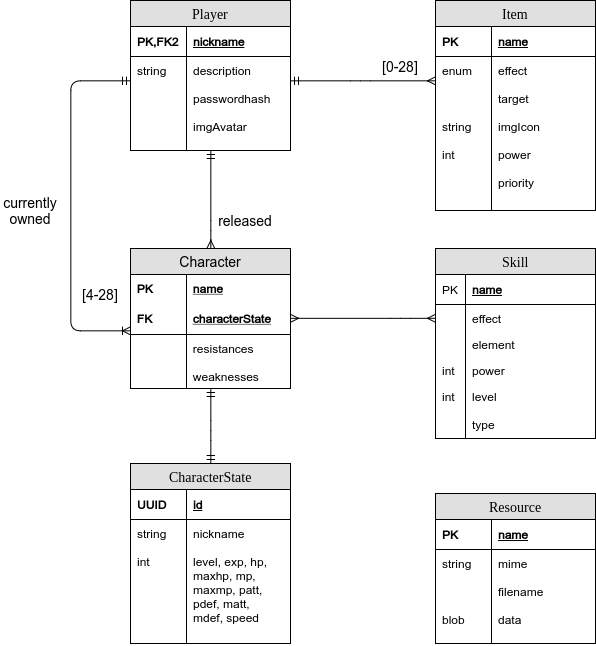 Player
PK,FK2 nickname
string description
passwordhash
imgAvatar
[0-28]
Item
PK name
enum effect
target
string imgIcon
int power
priority
currently
owned
released
[4-28]
Character
PK name
FK characterState
resistances
weaknesses
Skill
PK name
effect
element
int power
int level
type
CharacterState
UUID id
string nickname
int level, exp, hp,
maxhp, mp,
maxmp, patt,
pdef, matt,
mdef, speed
Resource
PK name
string mime
filename
blob data